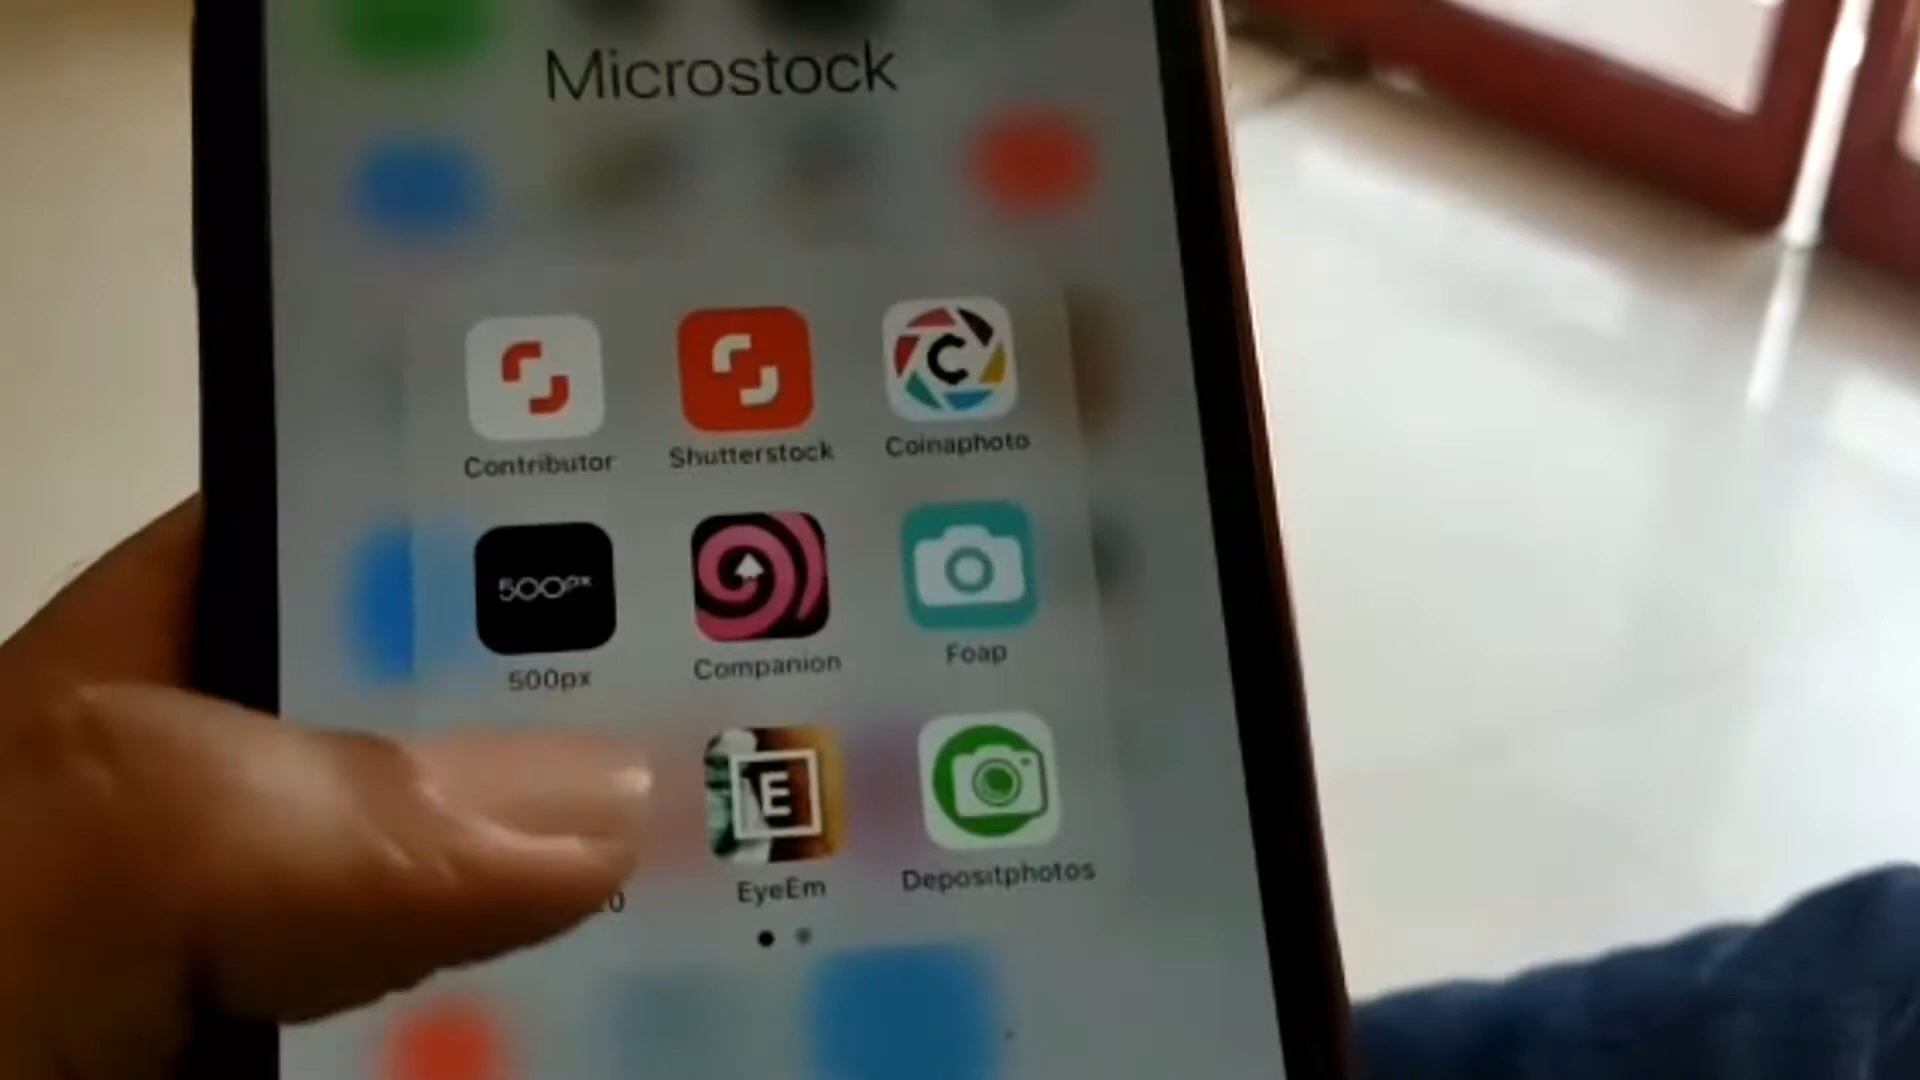 Microstock
Contributor Shutterstock Coinaphoto
500px
500px Companion Foap
E
EyeEm Depositphotos